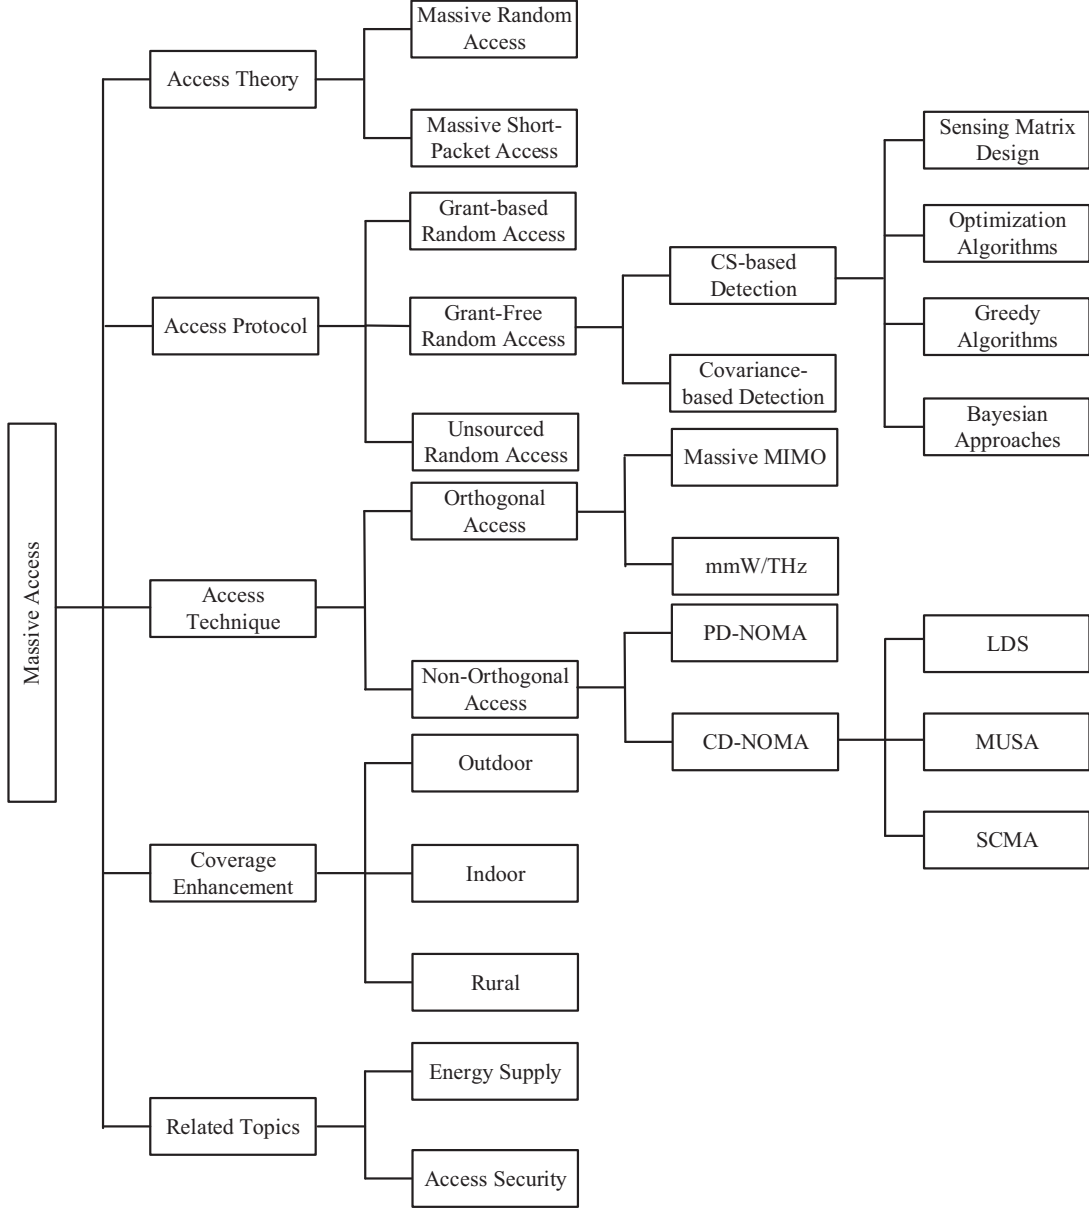 Massive Access
Access Theory
Massive Random
Access
Massive Short-
Packet Access
Access Protocol
Grant-based
Random Access
Grant-Free
Random Access
CS-based
Detection
Sensing Matrix
Design
Optimization
Algorithms
Greedy
Algorithms
Bayesian
Approaches
Covariance-
based Detection
Unsourced
Random Access
Access
Technique
Orthogonal
Access
Massive MIMO
mmW/THz
Non-Orthogonal
Access
PD-NOMA
CD-NOMA
LDS
MUSA
SCMA
Coverage
Enhancement
Outdoor
Indoor
Rural
Related Topics
Energy Supply
Access Security